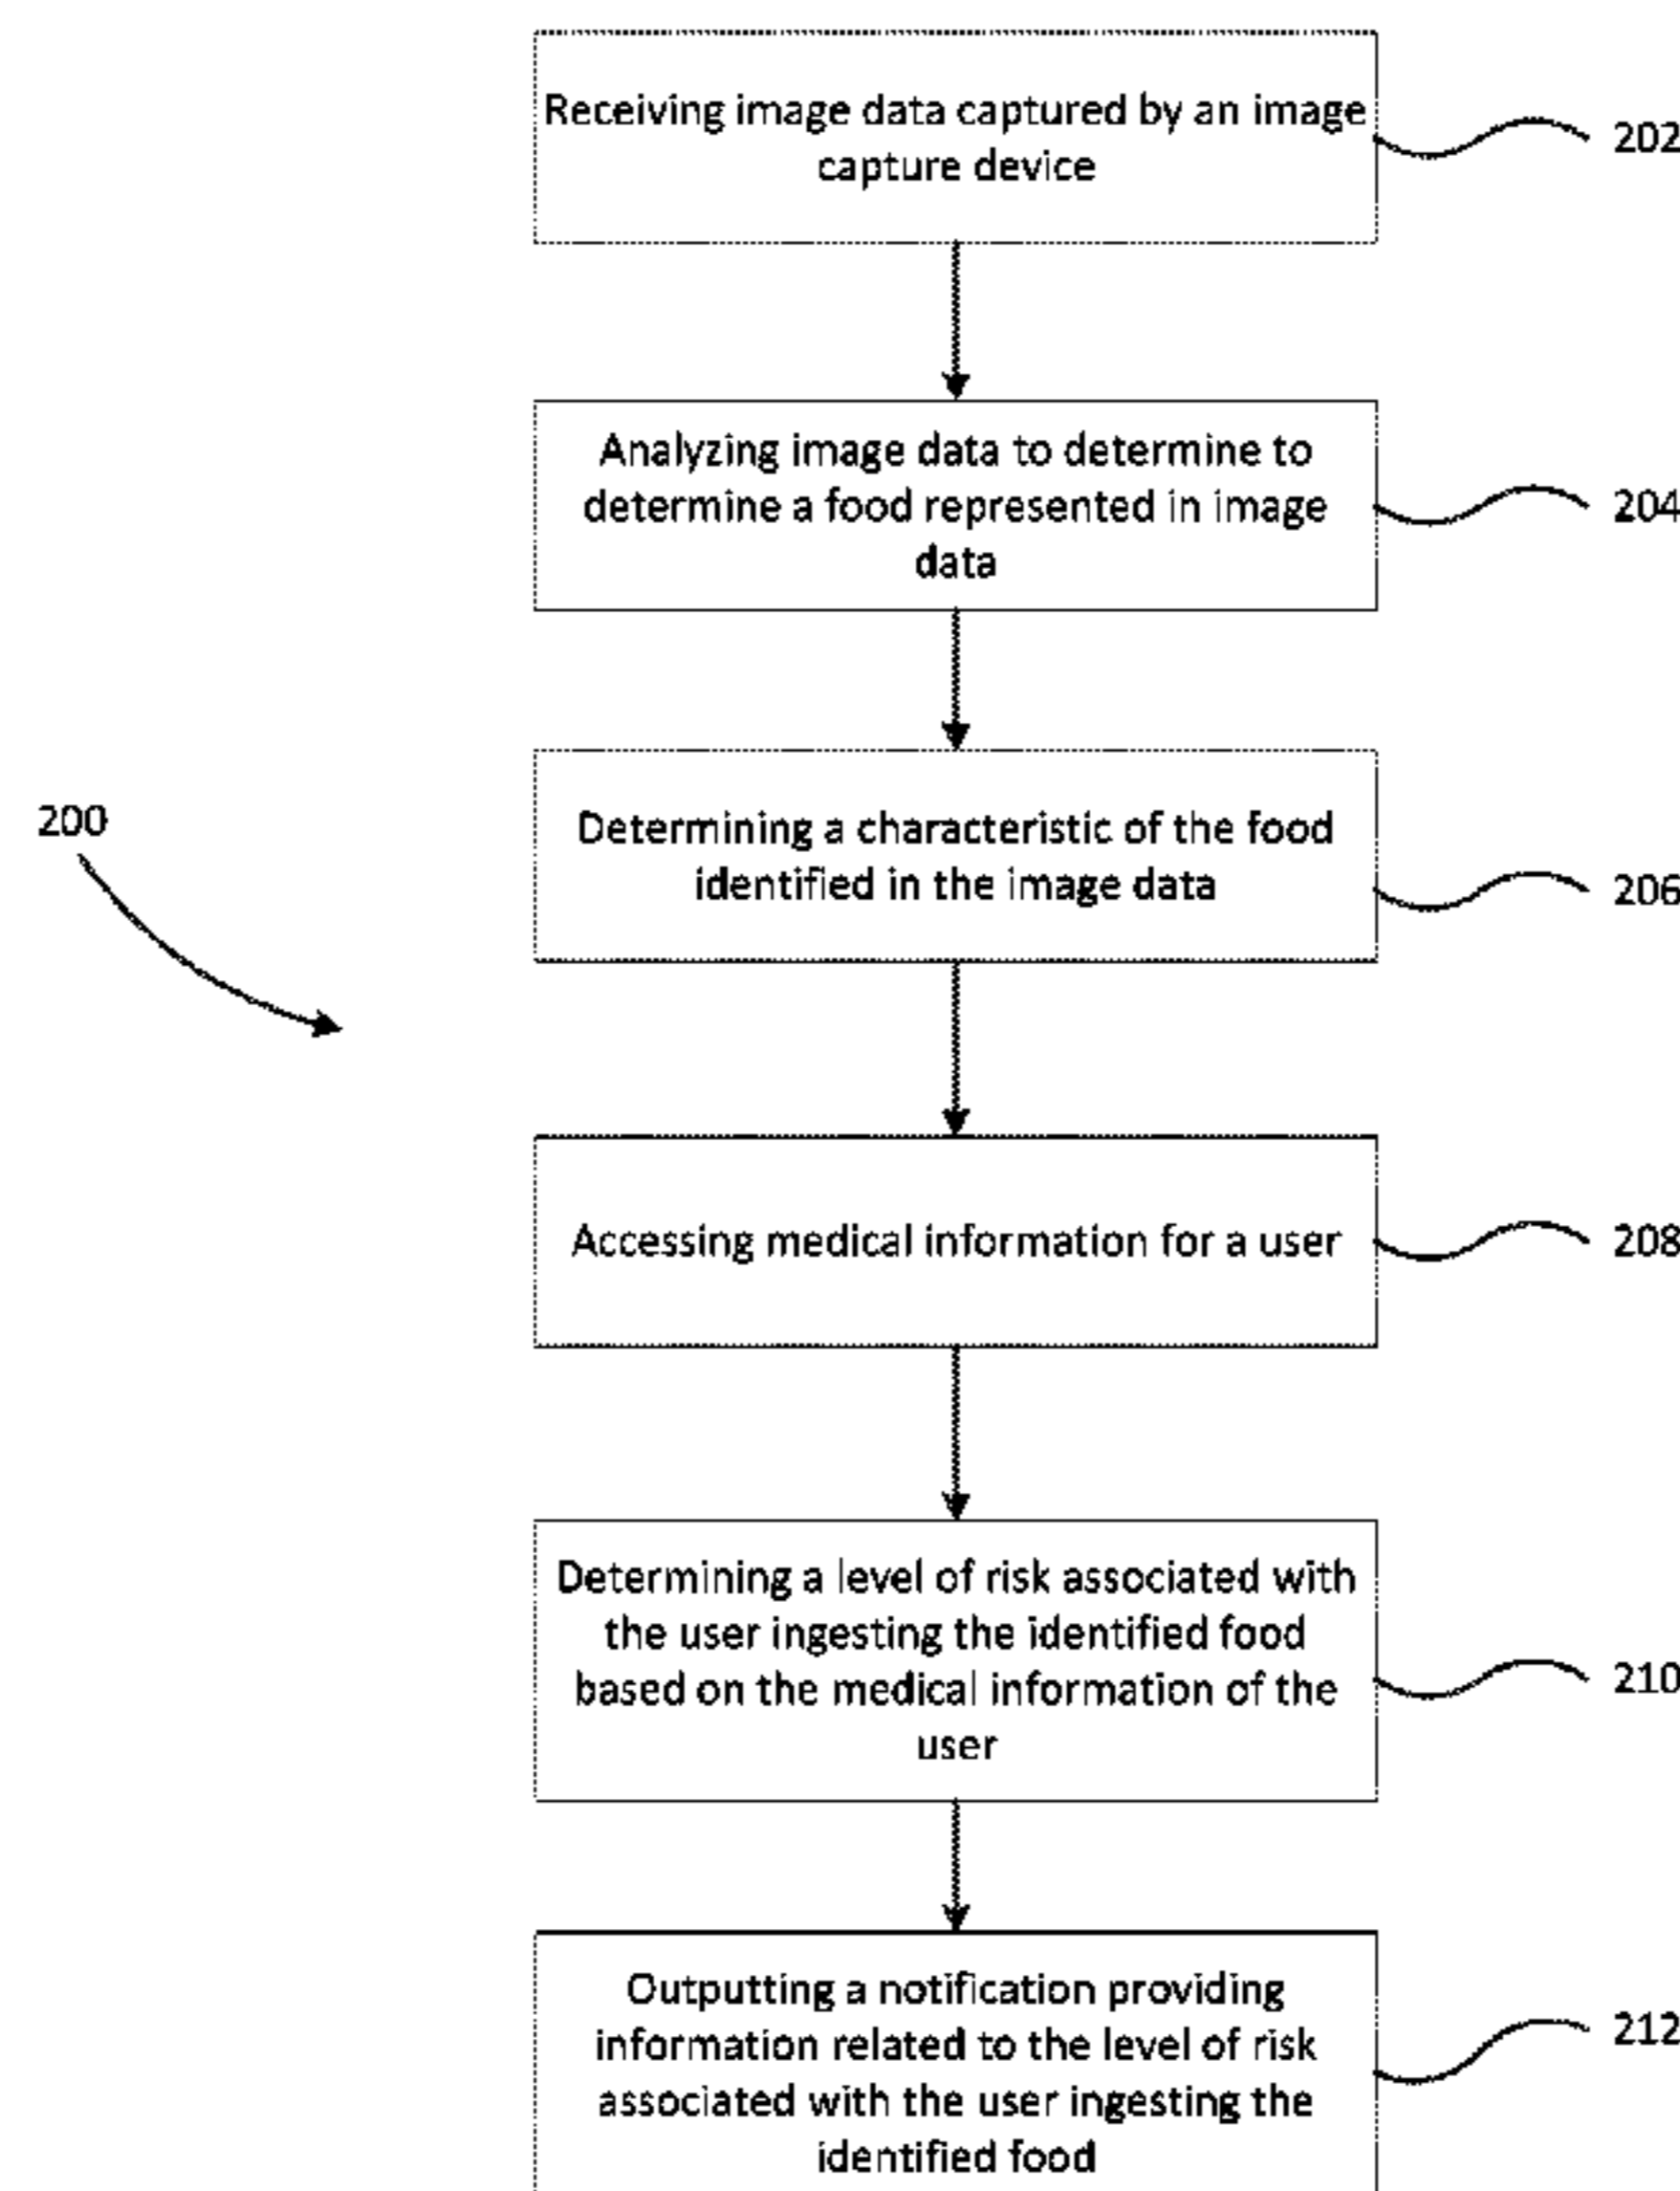 Receiving image data captured by an image
capture device
202
Analyzing image data to determine to
determine a food represented in image
data
204
200
Determining a characteristic of the food
identified in the image data
206
Accessing medical information for a user
208
Determining a level of risk associated with
the user ingesting the identified food
based on the medical information of the
user
210
Outputting a notification providing
information related to the level of risk
associated with the user ingesting the
identified food
212